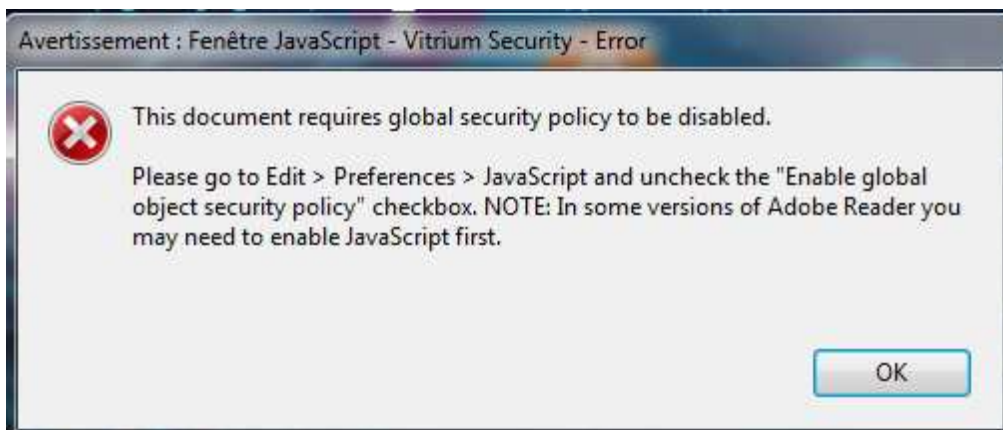 Avertissement : Fenêtre JavaScript - Vitrium Security - Error
This document requires global security policy to be disabled.
Please go to Edit > Preferences > JavaScript and uncheck the "Enable global
object security policy" checkbox. NOTE: In some versions of Adobe Reader you
may need to enable JavaScript first.
OK